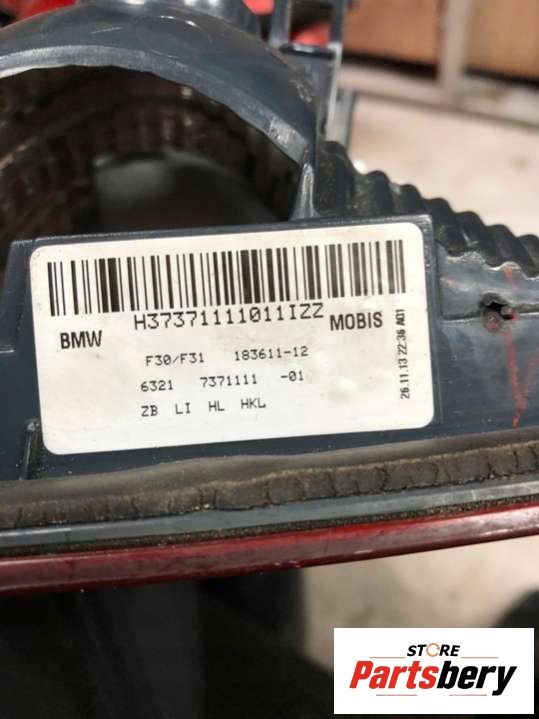 H37371111011IZZ
BMW MOBIS
F30/F31 183611-12
6321 7371111 -01
ZB LI HL HKL
26.11.13 22:36 A01
STORE
Partsbery